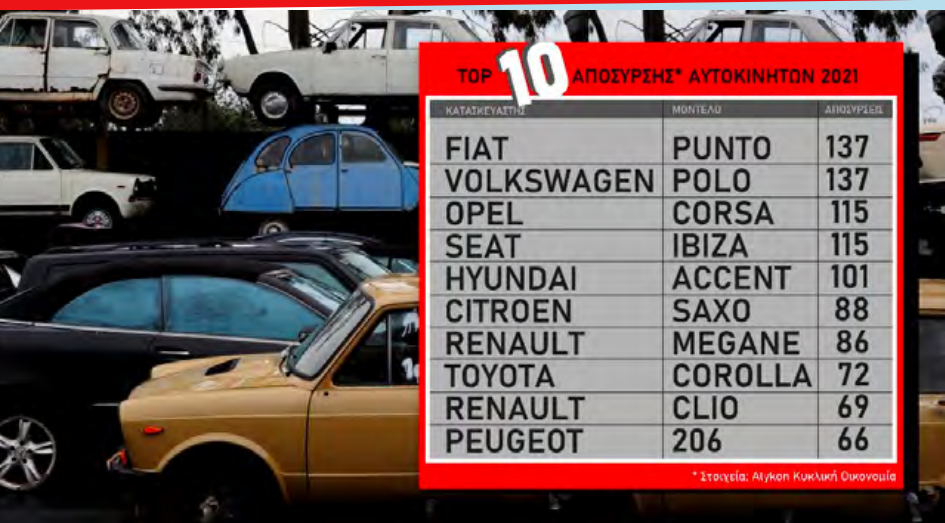 TOP 10 ΑΠΟΣΥΡΣΗΣ* ΑΥΤΟΚΙΝΗΤΩΝ 2021
ΚΑΤΑΣΚΕΥΑΣΤΗΣ ΜΟΝΤΕΛΟ ΑΠΟΣΥΡΣΕΙΣ
FIAT PUNTO 137
VOLKSWAGEN POLO 137
OPEL CORSA 115
SEAT IBIZA 115
HYUNDAI ACCENT 101
CITROEN SAXO 88
RENAULT MEGANE 86
TOYOTA COROLLA 72
RENAULT CLIO 69
PEUGEOT 206 66
* Στοιχεία: Alykon Κυκλική Οικονομία